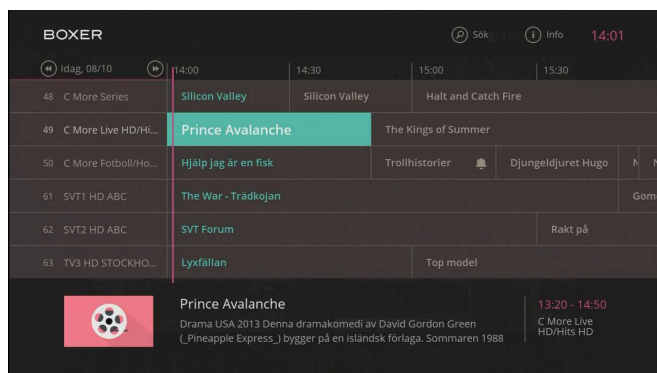 BOXER
Sök
Info
14:01
Idag, 08/10
14:00
14:30
15:00
15:30
48 C More Series
Silicon Valley
Silicon Valley
Halt and Catch Fire
49 C More Live HD/Hi...
Prince Avalanche
The Kings of Summer
50 C More Fotboll/Ho...
Hjälp Jag är en fisk
Trollhistorier
Djungeldjuret Hugo
N
61 SVT1 HD ABC
The War - Trädkojan
Gom
62 SVT2 HD ABC
SVT Forum
Rakt på
63 TV3 HD STOCKHO...
Lyxfällan
Top model
Prince Avalanche
Drama USA 2013 Denna dramakomedi av David Gordon Green
(_Pineapple Express_) bygger på en isländsk förlaga. Sommaren 1988
13:20 - 14:50
C More Live
HD/Hits HD